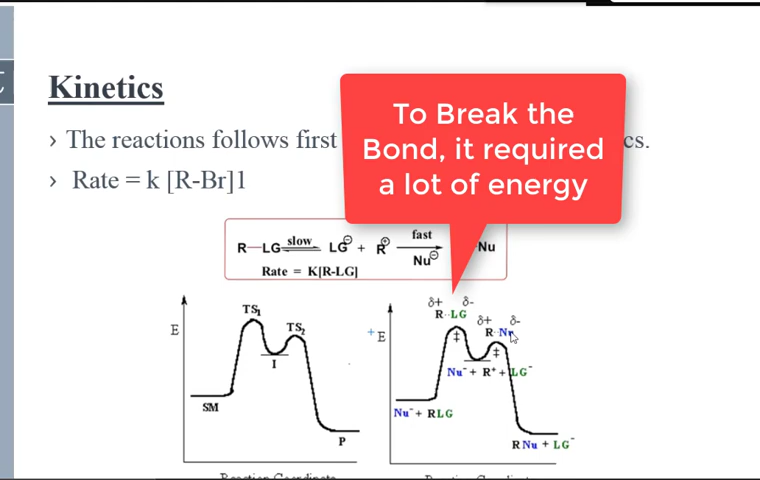 Kinetics
To Break the
Bond, it required
a lot of energy
› The reactions follows first cs.
› Rate = k [R-Br]1
R—LG slow LG⊖ + R⊕ fast Nu⊖ Nu
Rate = K[R-LG]
E
TS1
TS2
I
SM
P
+E
δ+ δ-
R··LG
δ+ δ-
‡
‡
Nu⁻ + R⁺ + LG⁻
Nu⁻ + RLG
R Nu + LG⁻